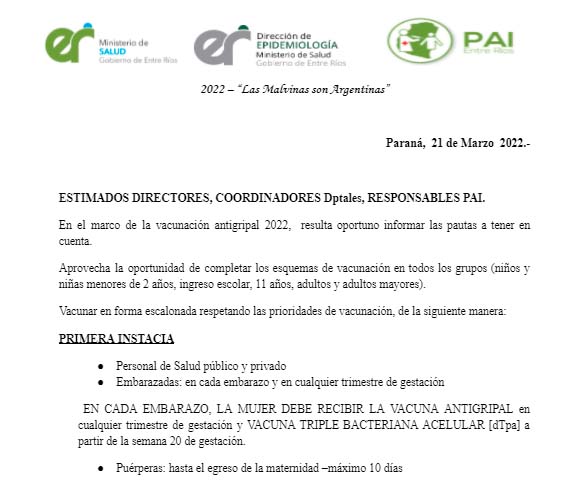 Ministerio de
SALUD
Gobierno de Entre Ríos
Dirección de
EPIDEMIOLOGÍA
Ministerio de Salud
Gobierno de Entre Ríos
PAI
Entre Ríos
2022 – “Las Malvinas son Argentinas”
Paraná, 21 de Marzo 2022.-
ESTIMADOS DIRECTORES, COORDINADORES Dptales, RESPONSABLES PAI.
En el marco de la vacunación antigripal 2022, resulta oportuno informar las pautas a tener en
cuenta.
Aprovecha la oportunidad de completar los esquemas de vacunación en todos los grupos (niños y
niñas menores de 2 años, ingreso escolar, 11 años, adultos y adultos mayores).
Vacunar en forma escalonada respetando las prioridades de vacunación, de la siguiente manera:
PRIMERA INSTACIA
● Personal de Salud público y privado
● Embarazadas: en cada embarazo y en cualquier trimestre de gestación
EN CADA EMBARAZO, LA MUJER DEBE RECIBIR LA VACUNA ANTIGRIPAL en
cualquier trimestre de gestación y VACUNA TRIPLE BACTERIANA ACELULAR [dTpa] a
partir de la semana 20 de gestación.
● Puérperas: hasta el egreso de la maternidad –máximo 10 días